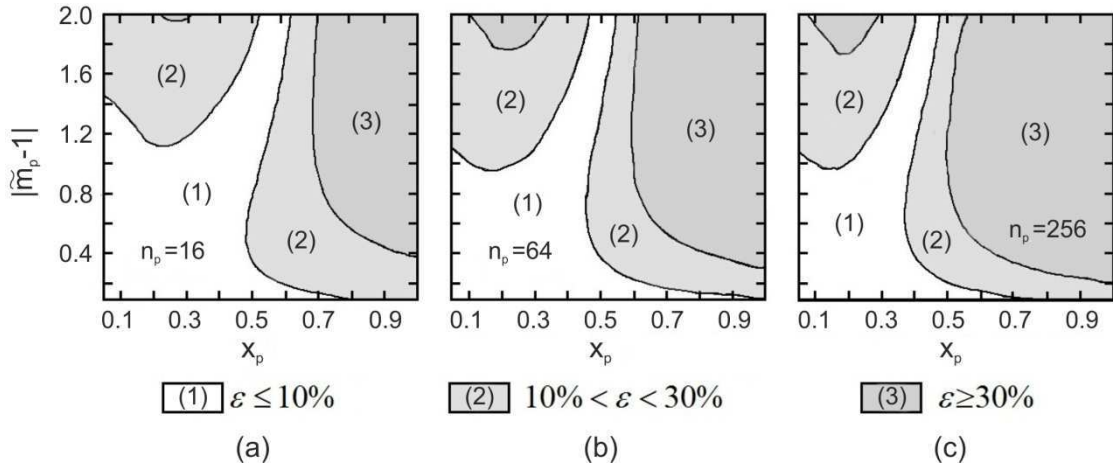 2.0
1.6
1.2
0.8
0.4
|m̃ₚ-1|
(2)
(3)
(1)
(2)
nₚ=16
0.1 0.3 0.5 0.7 0.9
xₚ
(2)
(3)
(1)
(2)
nₚ=64
0.1 0.3 0.5 0.7 0.9
xₚ
(2)
(3)
(1)
(2)
nₚ=256
0.1 0.3 0.5 0.7 0.9
xₚ
(1) ε ≤ 10% (2) 10% < ε < 30% (3) ε ≥ 30%
(a) (b) (c)